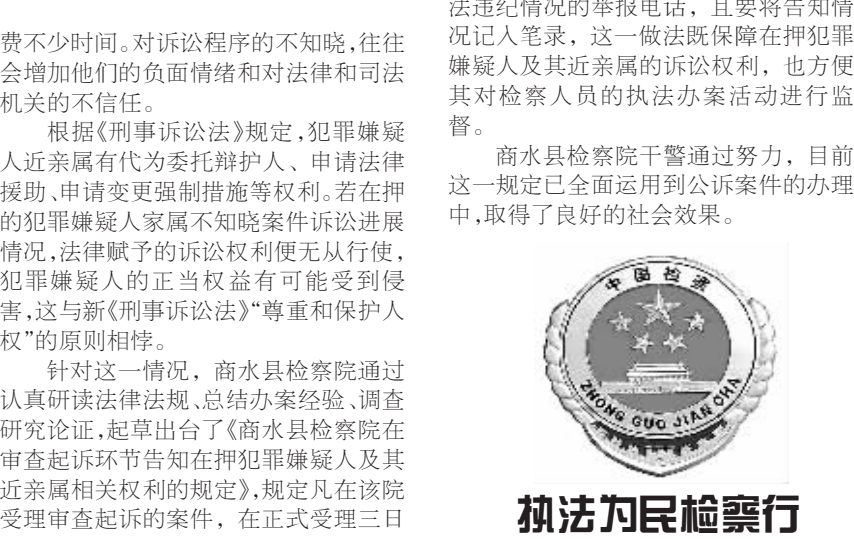 费不少时间。对诉讼程序的不知晓,往往
会增加他们的负面情绪和对法律和司法
机关的不信任。
根据《刑事诉讼法》规定,犯罪嫌疑
人近亲属有代为委托辩护人、申请法律
援助、申请变更强制措施等权利。若在押
的犯罪嫌疑人家属不知晓案件诉讼进展
情况,法律赋予的诉讼权利便无从行使,
犯罪嫌疑人的正当权益有可能受到侵
害,这与新《刑事诉讼法》“尊重和保护人
权”的原则相悖。
针对这一情况，商水县检察院通过
认真研读法律法规、总结办案经验、调查
研究论证,起草出台了《商水县检察院在
审查起诉环节告知在押犯罪嫌疑人及其
近亲属相关权利的规定》,规定凡在该院
受理审查起诉的案件，在正式受理三日
法违纪情况的举报电话，且要将告知情
况记入笔录，这一做法既保障在押犯罪
嫌疑人及其近亲属的诉讼权利，也方便
其对检察人员的执法办案活动进行监
督。
商水县检察院干警通过努力，目前
这一规定已全面运用到公诉案件的办理
中,取得了良好的社会效果。
中国检察
ZHONG GUO JIAN CHA
执法为民检察行